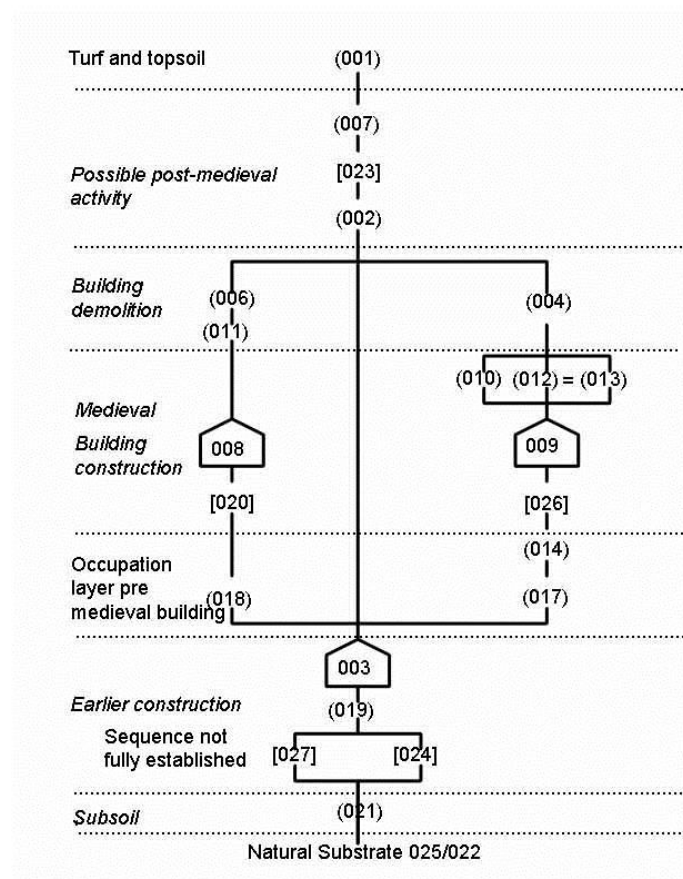 Turf and topsoil (001)
(007)
Possible post-medieval [023]
activity
(002)
Building
demolition (006) (004)
(011)
(010) (012) = (013)
Medieval
Building 008 009
construction
[020] [026]
Occupation (014)
layer pre
medieval building (018) (017)
003
Earlier construction (019)
Sequence not
fully established [027] [024]
Subsoil (021)
Natural Substrate 025/022